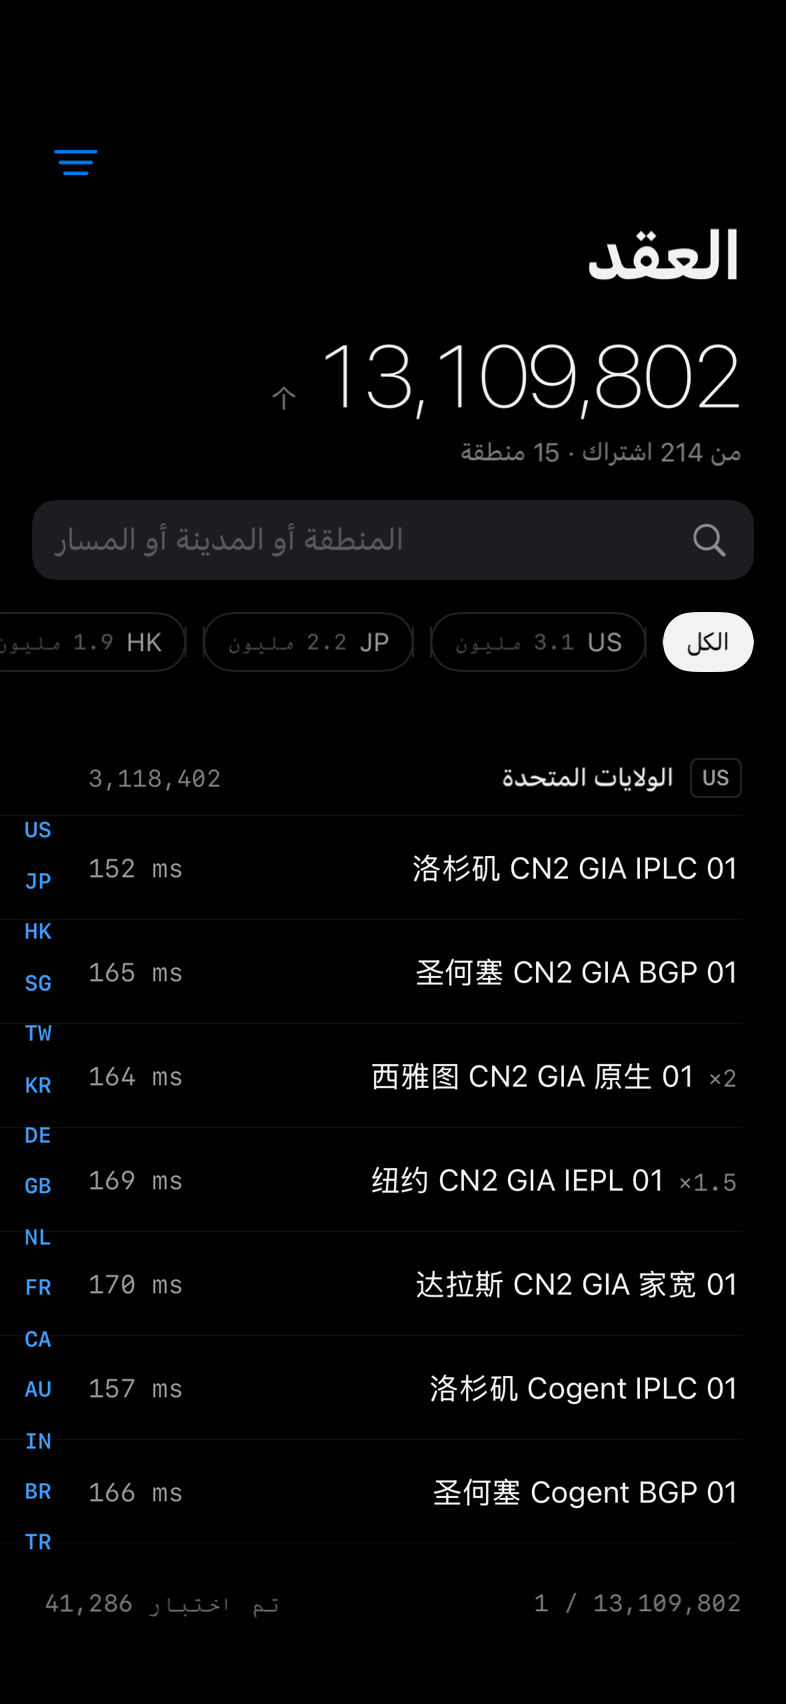 العقد
13,109,802 ↑
من 214 اشتراك · 15 منطقة
المنطقة أو المدينة أو المسار
الكل
US 3.1 مليون
JP 2.2 مليون
HK 1.9 مليون
US الولايات المتحدة 3,118,402
洛杉矶 CN2 GIA IPLC 01 152 ms
圣何塞 CN2 GIA BGP 01 165 ms
西雅图 CN2 GIA 原生 01 ×2 164 ms
纽约 CN2 GIA IEPL 01 ×1.5 169 ms
达拉斯 CN2 GIA 家宽 01 170 ms
洛杉矶 Cogent IPLC 01 157 ms
圣何塞 Cogent BGP 01 166 ms
US
JP
HK
SG
TW
KR
DE
GB
NL
FR
CA
AU
IN
BR
TR
1 / 13,109,802
تم اختبار 41,286